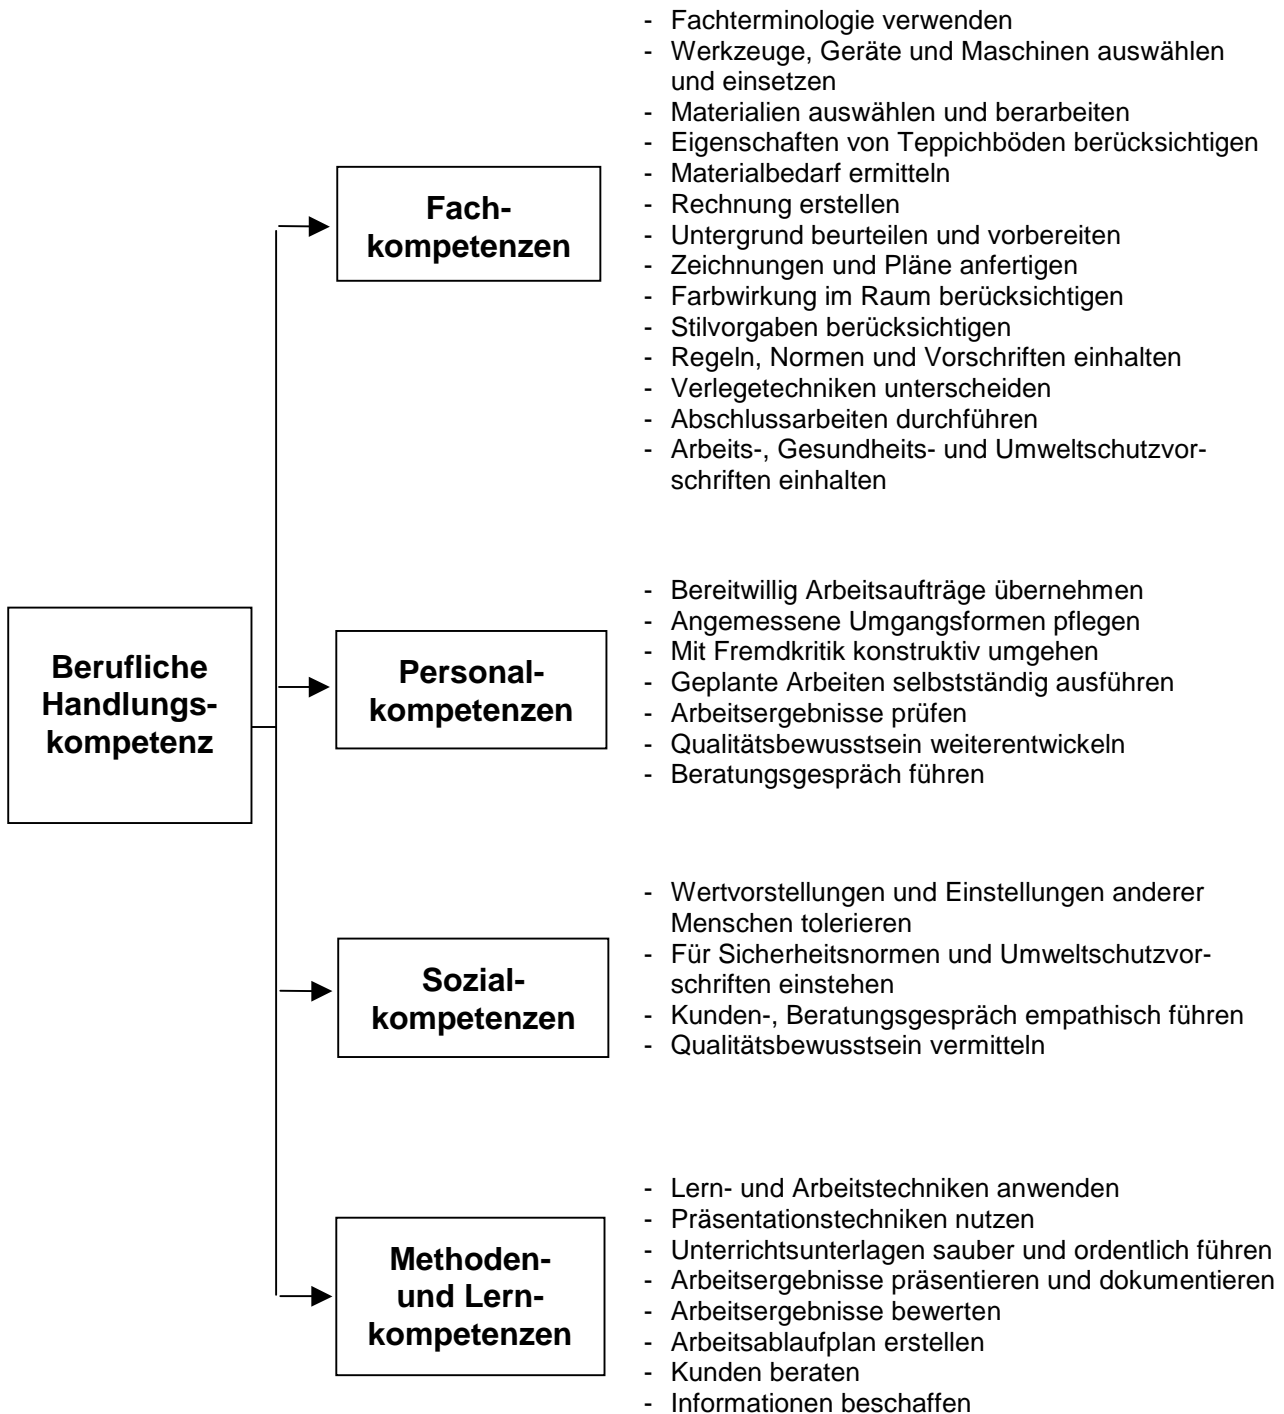 - Fachterminologie verwenden
- Werkzeuge, Geräte und Maschinen auswählen
und einsetzen
- Materialien auswählen und berarbeiten
- Eigenschaften von Teppichböden berücksichtigen
- Materialbedarf ermitteln
- Rechnung erstellen
- Untergrund beurteilen und vorbereiten
- Zeichnungen und Pläne anfertigen
- Farbwirkung im Raum berücksichtigen
- Stilvorgaben berücksichtigen
- Regeln, Normen und Vorschriften einhalten
- Verlegetechniken unterscheiden
- Abschlussarbeiten durchführen
- Arbeits-, Gesundheits- und Umweltschutzvor-
schriften einhalten
Fach-
kompetenzen
Berufliche
Handlungs-
kompetenz
Personal-
kompetenzen
- Bereitwillig Arbeitsaufträge übernehmen
- Angemessene Umgangsformen pflegen
- Mit Fremdkritik konstruktiv umgehen
- Geplante Arbeiten selbstständig ausführen
- Arbeitsergebnisse prüfen
- Qualitätsbewusstsein weiterentwickeln
- Beratungsgespräch führen
Sozial-
kompetenzen
- Wertvorstellungen und Einstellungen anderer
Menschen tolerieren
- Für Sicherheitsnormen und Umweltschutzvor-
schriften einstehen
- Kunden-, Beratungsgespräch empathisch führen
- Qualitätsbewusstsein vermitteln
Methoden-
und Lern-
kompetenzen
- Lern- und Arbeitstechniken anwenden
- Präsentationstechniken nutzen
- Unterrichtsunterlagen sauber und ordentlich führen
- Arbeitsergebnisse präsentieren und dokumentieren
- Arbeitsergebnisse bewerten
- Arbeitsablaufplan erstellen
- Kunden beraten
- Informationen beschaffen